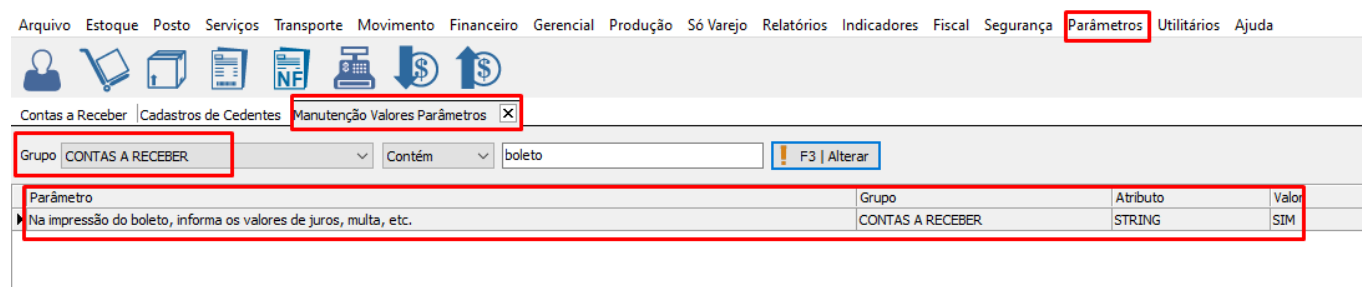 Arquivo Estoque Posto Serviços Transporte Movimento Financeiro Gerencial Produção Só Varejo Relatórios Indicadores Fiscal Segurança Parâmetros Utilitários Ajuda
NF
Contas a Receber Cadastros de Cedentes Manutenção Valores Parâmetros
Grupo CONTAS A RECEBER Contém boleto F3 | Alterar
Parâmetro Grupo Atributo Valor
Na impressão do boleto, informa os valores de juros, multa, etc. CONTAS A RECEBER STRING SIM